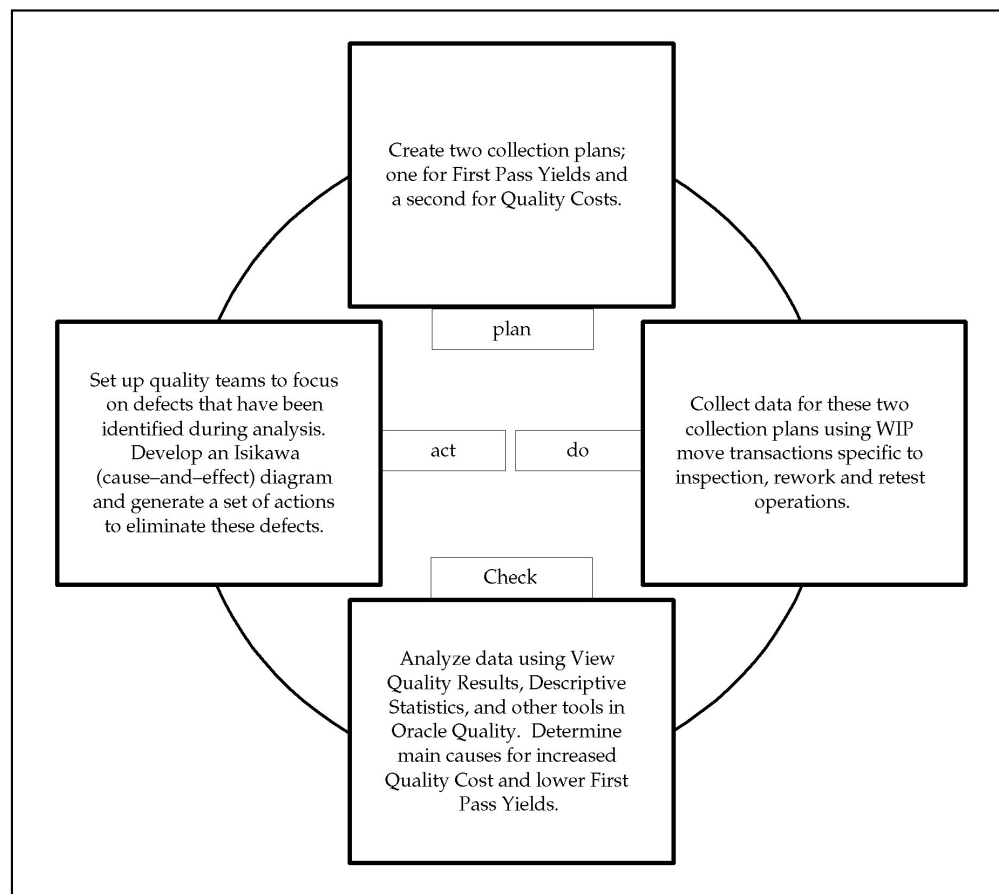 Create two collection plans;
one for First Pass Yields and
a second for Quality Costs.
plan
Set up quality teams to focus
on defects that have been
identified during analysis.
Develop an Isikawa
(cause–and–effect) diagram
and generate a set of actions
to eliminate these defects.
act
do
Collect data for these two
collection plans using WIP
move transactions specific to
inspection, rework and retest
operations.
Check
Analyze data using View
Quality Results, Descriptive
Statistics, and other tools in
Oracle Quality.  Determine
main causes for increased
Quality Cost and lower First
Pass Yields.